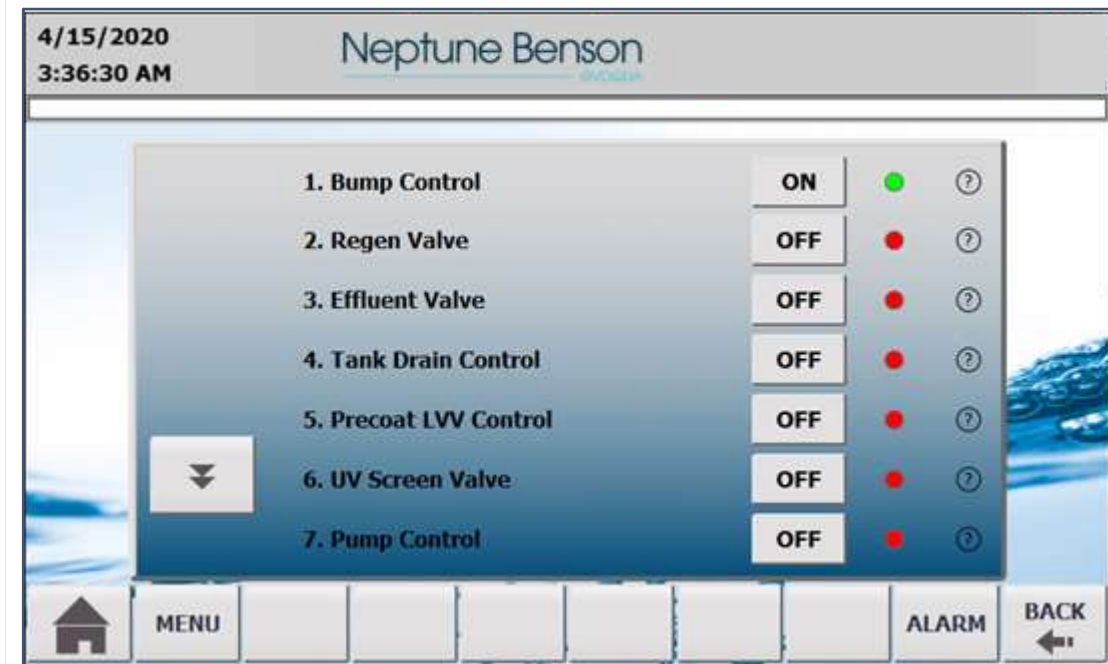 4/15/2020
3:36:30 AM
Neptune Benson
EVOQUA
1. Bump Control ON ?
2. Regen Valve OFF ?
3. Effluent Valve OFF ?
4. Tank Drain Control OFF ?
5. Precoat LVV Control OFF ?
6. UV Screen Valve OFF ?
7. Pump Control OFF ?
MENU
ALARM
BACK